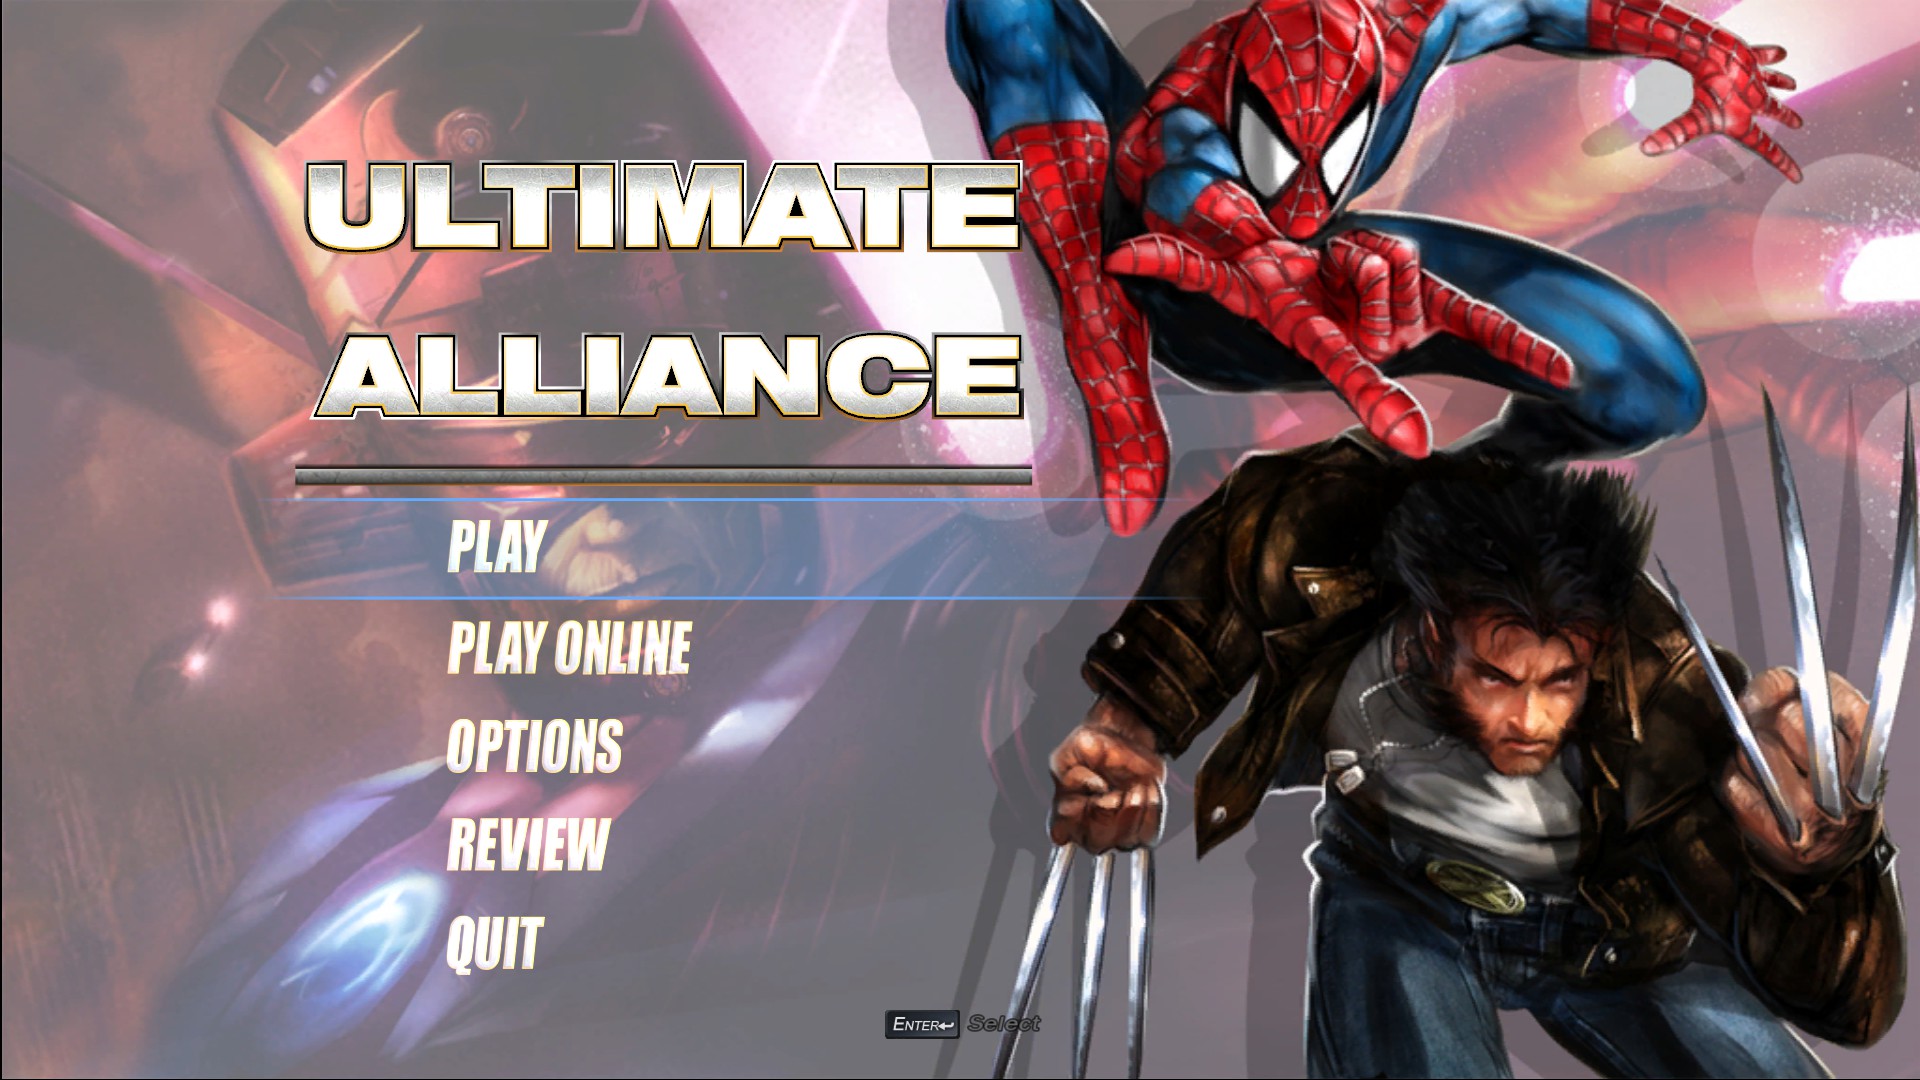 ULTIMATE
ALLIANCE
PLAY
PLAY ONLINE
OPTIONS
REVIEW
QUIT
ENTER↵ Select